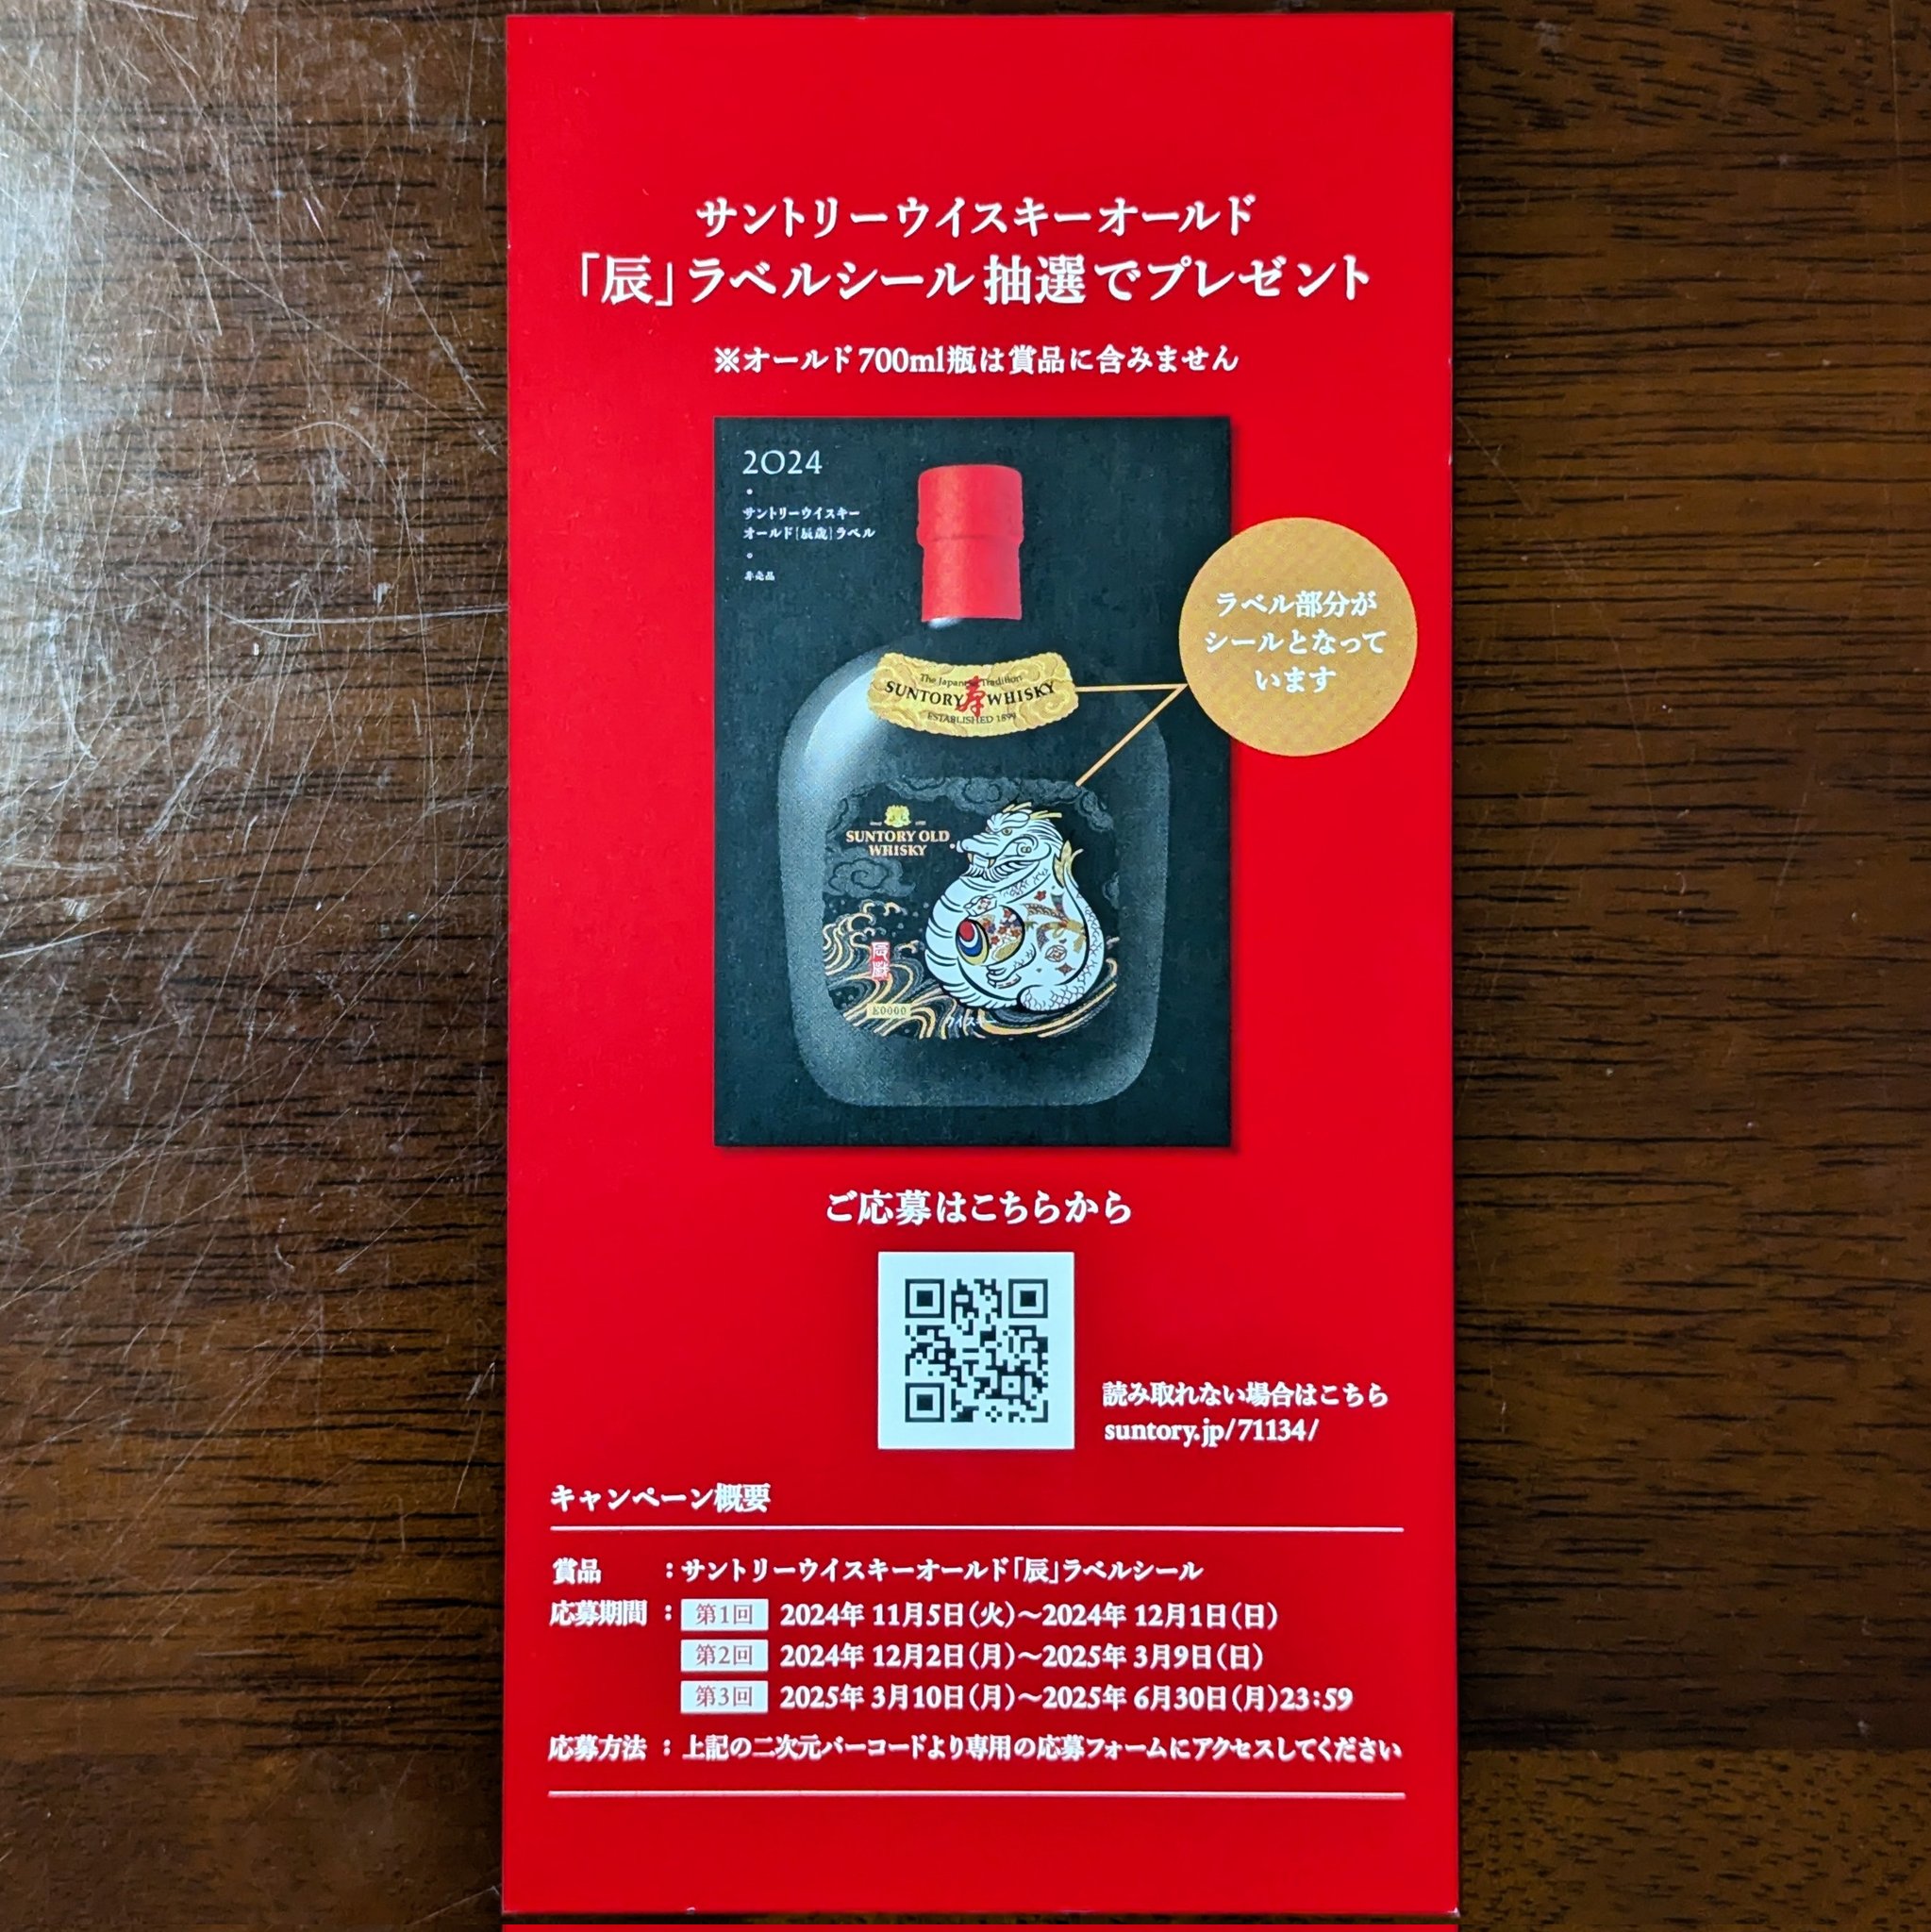 サントリーウイスキーオールド
「辰」ラベルシール抽選でプレゼント
※オールド700ml瓶は賞品に含みません
2024
サントリーウイスキー
オールド[辰歳]ラベル
非売品
ラベル部分が
シールとなって
います
The Japanese Tradition
SUNTORY 寿 WHISKY
ESTABLISHED 1899
SUNTORY OLD
WHISKY
辰歳
K0000
ウイスキー
ご応募はこちらから
読み取れない場合はこちら
suntory.jp/71134/
キャンペーン概要
賞品 :サントリーウイスキーオールド「辰」ラベルシール
応募期間 : 第1回 2024年 11月5日(火)〜2024年 12月1日(日)
第2回 2024年 12月2日(月)〜2025年 3月9日(日)
第3回 2025年 3月10日(月)〜2025年 6月30日(月)23:59
応募方法 : 上記の二次元バーコードより専用の応募フォームにアクセスしてください